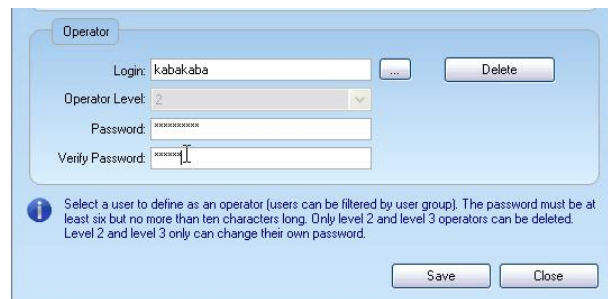 Operator
Login: kabakaba ... Delete
Operator Level: 2
Password: **********
Verify Password: ******
Select a user to define as an operator (users can be filtered by user group). The password must be at
least six but no more than ten characters long. Only level 2 and level 3 operators can be deleted.
Level 2 and level 3 only can change their own password.
Save Close